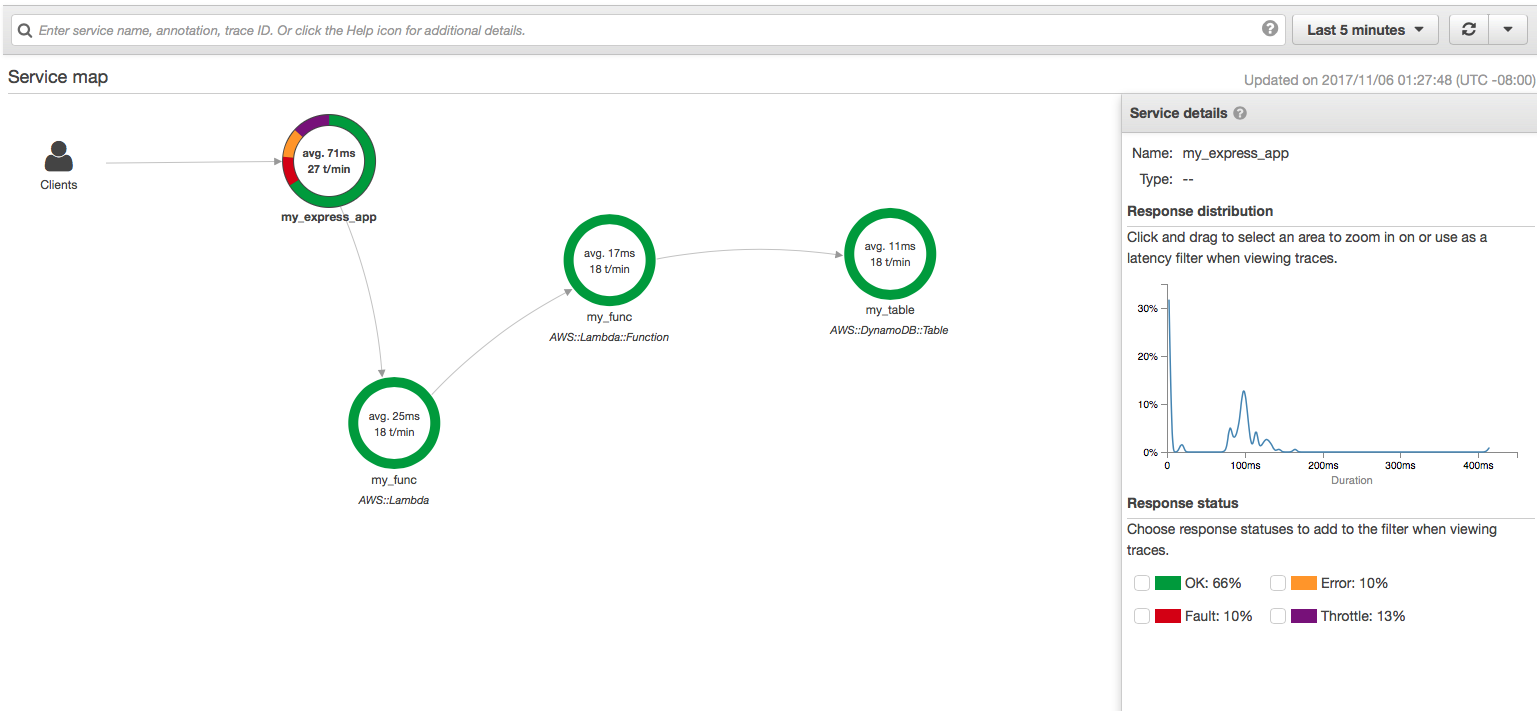 Enter service name, annotation, trace ID. Or click the Help icon for additional details.
?
Last 5 minutes
Service map
Updated on 2017/11/06 01:27:48 (UTC -08:00)
Clients
avg. 71ms
27 t/min
my_express_app
avg. 17ms
18 t/min
my_func
AWS::Lambda::Function
avg. 11ms
18 t/min
my_table
AWS::DynamoDB::Table
avg. 25ms
18 t/min
my_func
AWS::Lambda
Service details ?
Name: my_express_app
Type: --
Response distribution
Click and drag to select an area to zoom in on or use as a
latency filter when viewing traces.
30%
20%
10%
0%
0 100ms 200ms 300ms 400ms
Duration
Response status
Choose response statuses to add to the filter when viewing
traces.
OK: 66% Error: 10%
Fault: 10% Throttle: 13%